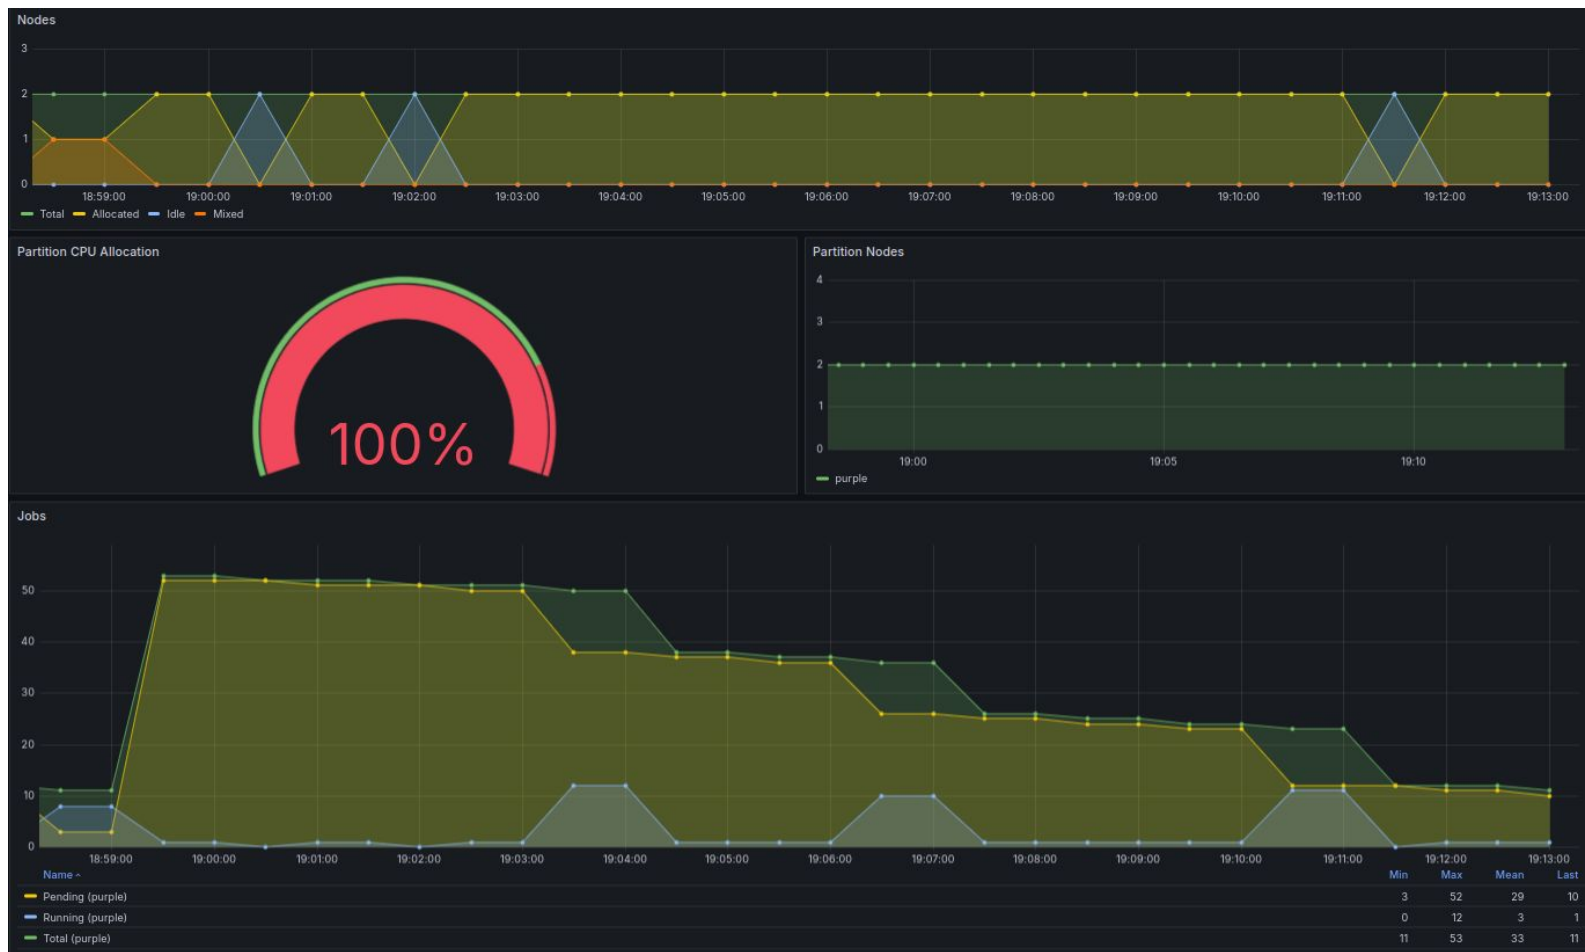 Nodes
3
2
1
0
18:59:00 19:00:00 19:01:00 19:02:00 19:03:00 19:04:00 19:05:00 19:06:00 19:07:00 19:08:00 19:09:00 19:10:00 19:11:00 19:12:00 19:13:00
Total Allocated Idle Mixed
Partition CPU Allocation
100%
Partition Nodes
4
3
2
1
0
19:00 19:05 19:10
purple
Jobs
50
40
30
20
10
0
18:59:00 19:00:00 19:01:00 19:02:00 19:03:00 19:04:00 19:05:00 19:06:00 19:07:00 19:08:00 19:09:00 19:10:00 19:11:00 19:12:00 19:13:00
Name Min Max Mean Last
Pending (purple) 3 52 29 10
Running (purple) 0 12 3 1
Total (purple) 11 53 33 11